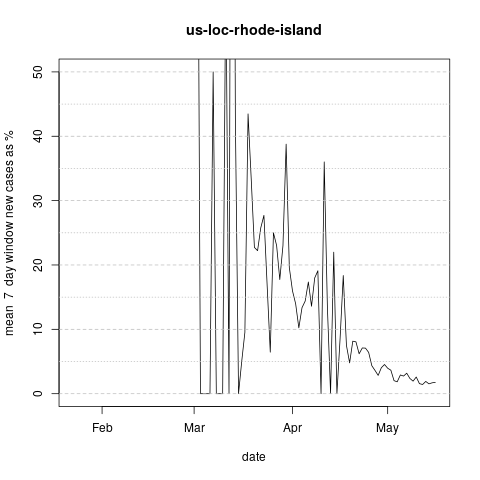 us-loc-rhode-island
mean  7  day window new cases as %
50
40
30
20
10
0
Feb
Mar
Apr
May
date